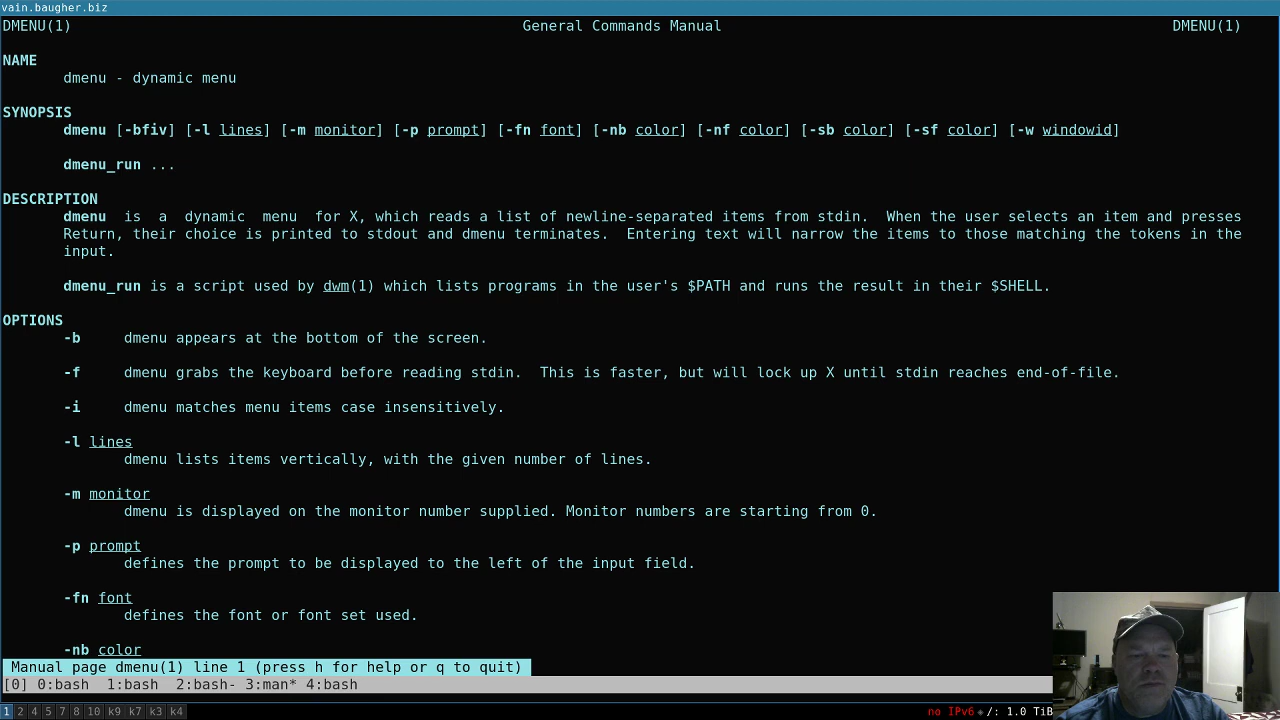 vain.baugher.biz
DMENU(1) General Commands Manual DMENU(1)
NAME
dmenu - dynamic menu
SYNOPSIS
dmenu [-bfiv] [-l lines] [-m monitor] [-p prompt] [-fn font] [-nb color] [-nf color] [-sb color] [-sf color] [-w windowid]
dmenu_run ...
DESCRIPTION
dmenu is a dynamic menu for X, which reads a list of newline-separated items from stdin. When the user selects an item and presses
Return, their choice is printed to stdout and dmenu terminates. Entering text will narrow the items to those matching the tokens in the
input.
dmenu_run is a script used by dwm(1) which lists programs in the user's $PATH and runs the result in their $SHELL.
OPTIONS
-b dmenu appears at the bottom of the screen.
-f dmenu grabs the keyboard before reading stdin. This is faster, but will lock up X until stdin reaches end-of-file.
-i dmenu matches menu items case insensitively.
-l lines
dmenu lists items vertically, with the given number of lines.
-m monitor
dmenu is displayed on the monitor number supplied. Monitor numbers are starting from 0.
-p prompt
defines the prompt to be displayed to the left of the input field.
-fn font
defines the font or font set used.
-nb color
Manual page dmenu(1) line 1 (press h for help or q to quit)
[0] 0:bash 1:bash 2:bash- 3:man* 4:bash
1 2 4 5 7 8 10 k9 k7 k3 k4 no IPv6 /: 1.0 TiB